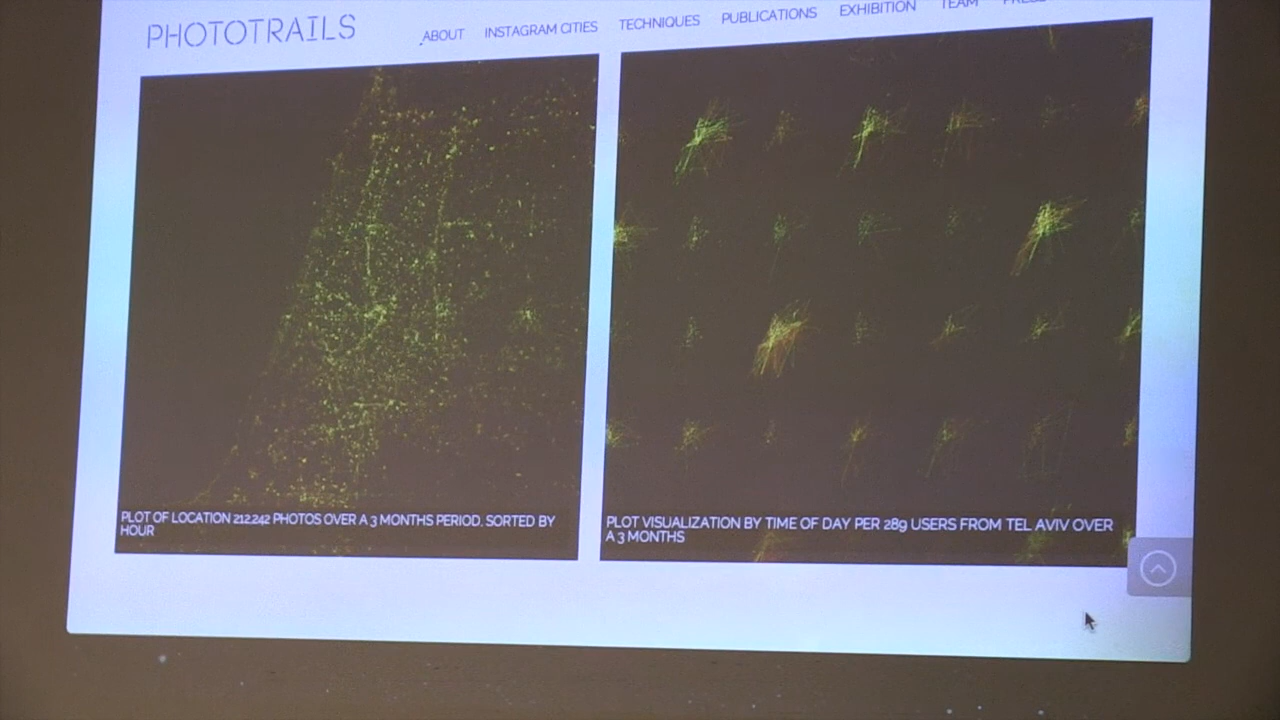 PHOTOTRAILS
ABOUT INSTAGRAM CITIES TECHNIQUES PUBLICATIONS EXHIBITION TEAM
PLOT OF LOCATION 212,242 PHOTOS OVER A 3 MONTHS PERIOD. SORTED BY
HOUR
PLOT VISUALIZATION BY TIME OF DAY PER 289 USERS FROM TEL AVIV OVER
A 3 MONTHS